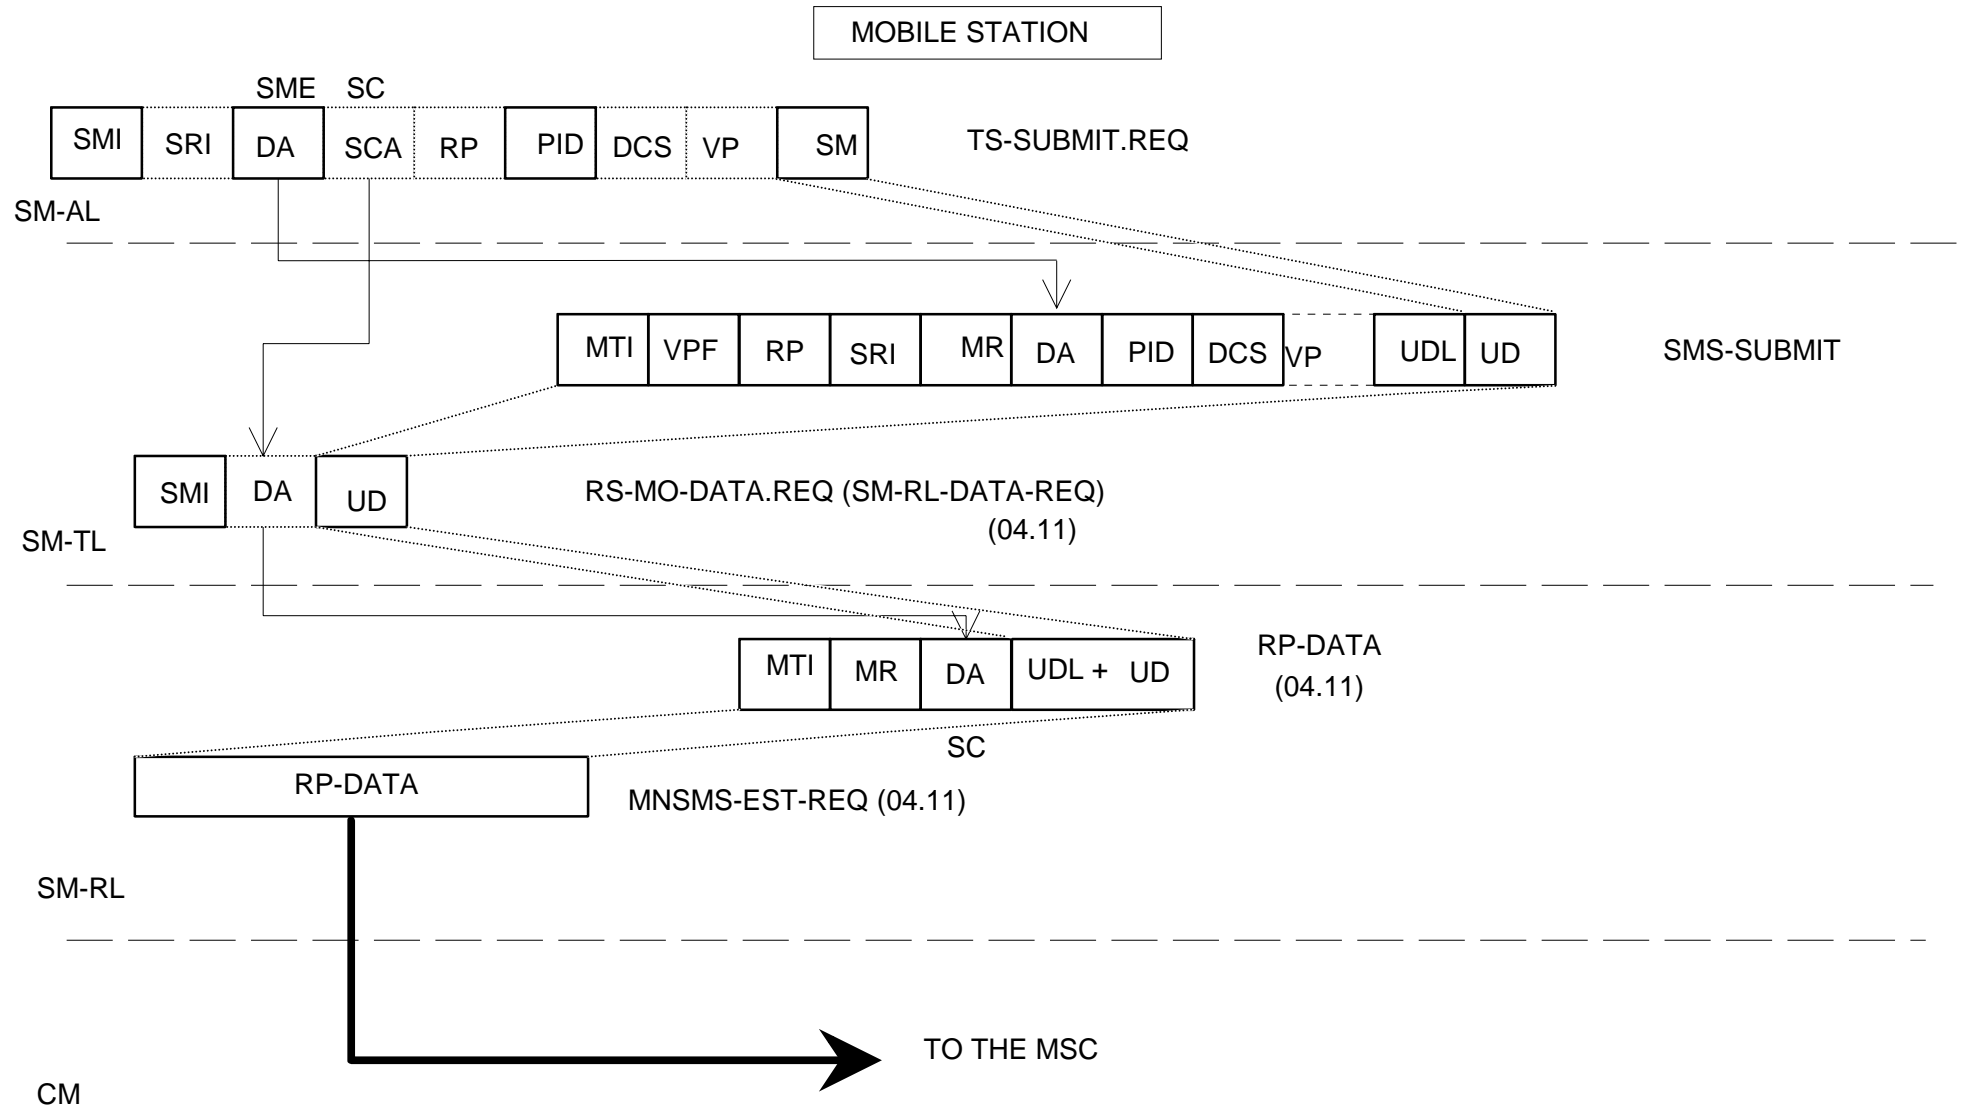 MOBILE STATION
SME SC
SMI SRI DA SCA RP PID DCS VP SM
TS-SUBMIT.REQ
SM-AL
MTI VPF RP SRI MR DA PID DCS VP UDL UD
SMS-SUBMIT
SMI DA UD
RS-MO-DATA.REQ (SM-RL-DATA-REQ)
(04.11)
SM-TL
MTI MR DA UDL + UD
RP-DATA
(04.11)
SC
RP-DATA
MNSMS-EST-REQ (04.11)
SM-RL
TO THE MSC
CM